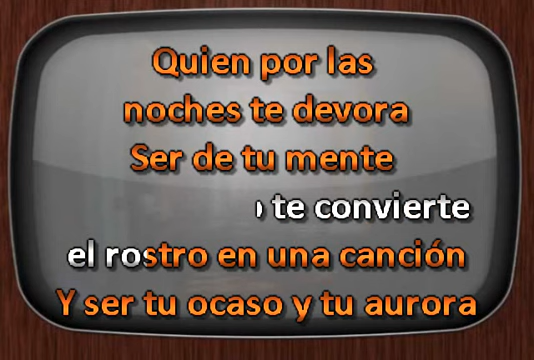 Quien por las
noches te devora
Ser de tu mente
te convierte
el rostro en una canción
Y ser tu ocaso y tu aurora